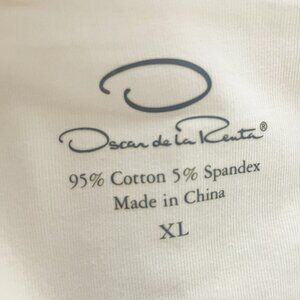 Oscar de la Renta®
95% Cotton 5% Spandex
Made in China
XL